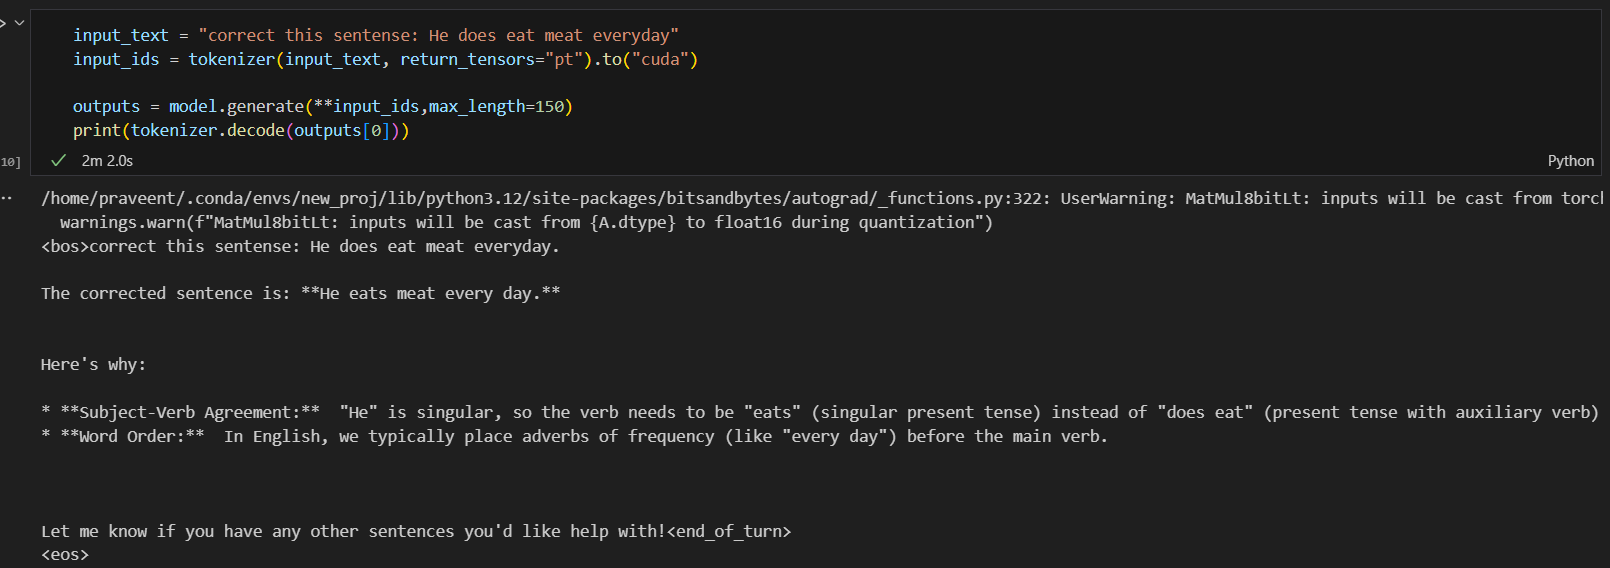 input_text = "correct this sentence: He does eat meat everyday"
input_ids = tokenizer(input_text, return_tensors="pt").to("cuda")
outputs = model.generate(**input_ids,max_length=150)
print(tokenizer.decode(outputs[0]))
10]
2m 2.0s
Python
/home/praveent/.conda/envs/new_proj/lib/python3.12/site-packages/bitsandbytes/autograd/_functions.py:322: UserWarning: MatMul8bitLt: inputs will be cast from
warnings.warn(f"MatMul8bitLt: inputs will be cast from {A.dtype} to float16 during quantization")
<bos>correct this sentence: He does eat meat everyday.
The corrected sentence is: **He eats meat every day.**
Here's why:
* **Subject-Verb Agreement:**  "He" is singular, so the verb needs to be "eats" (singular present tense) instead of "does eat" (present tense with auxiliary verb)
* **Word Order:**  In English, we typically place adverbs of frequency (like "every day") before the main verb.
Let me know if you have any other sentences you'd like help with!<end_of_turn>
<eos>